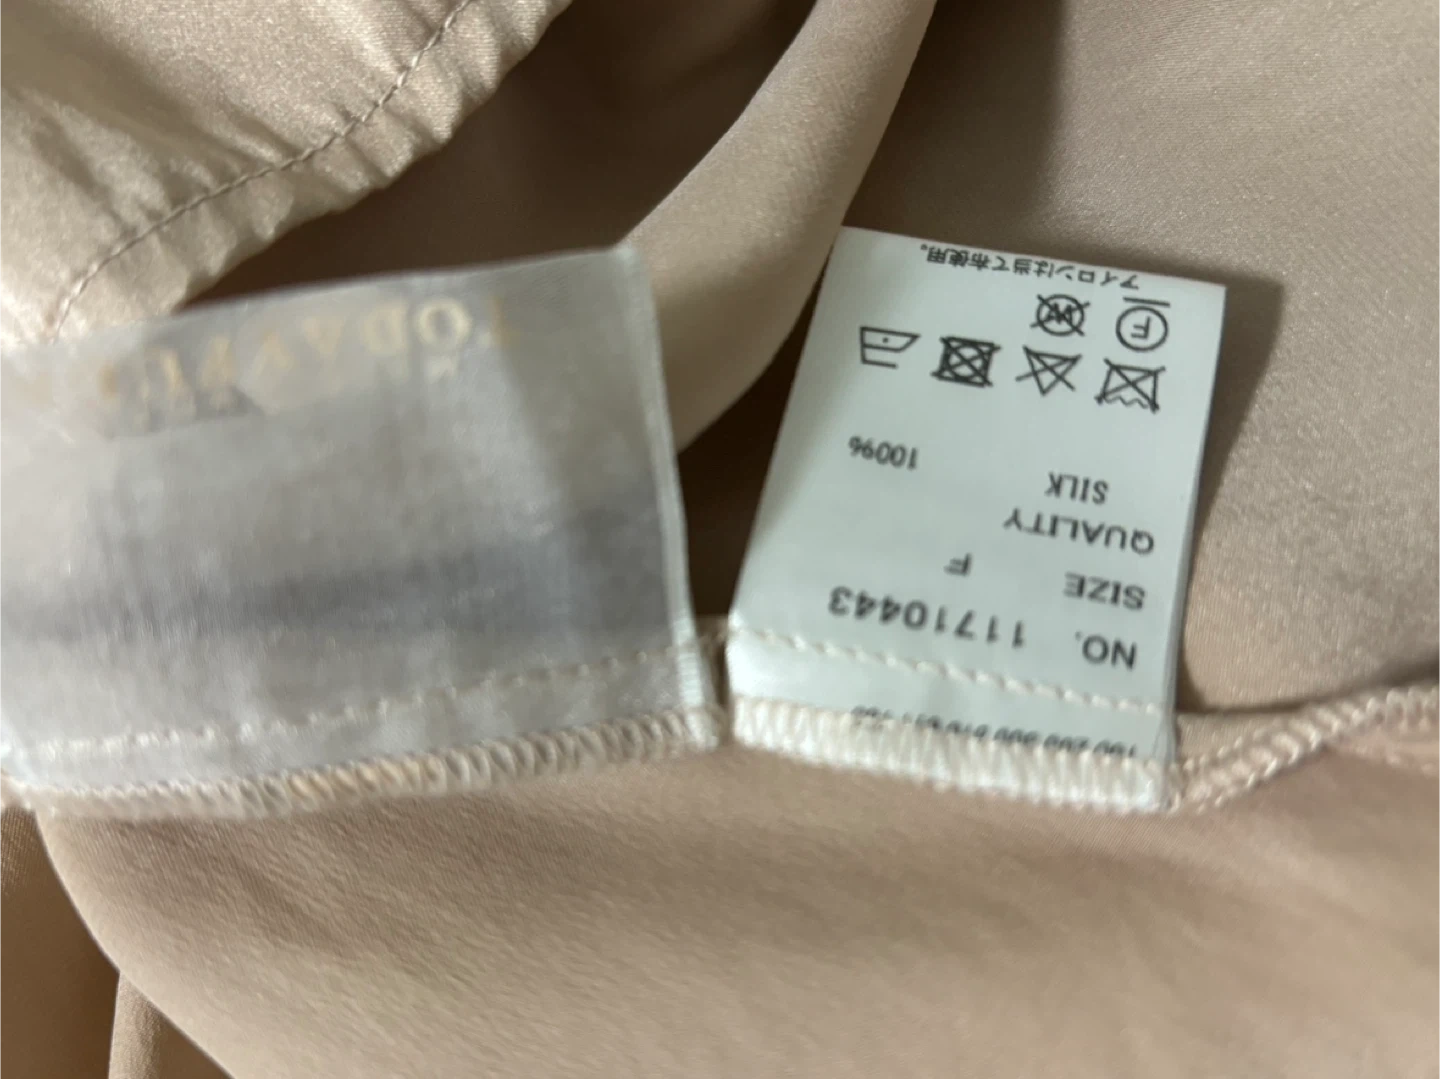 NO. 11710443
SIZE F
QUALITY
SILK 100%
F
W
アイロンは当て布使用。